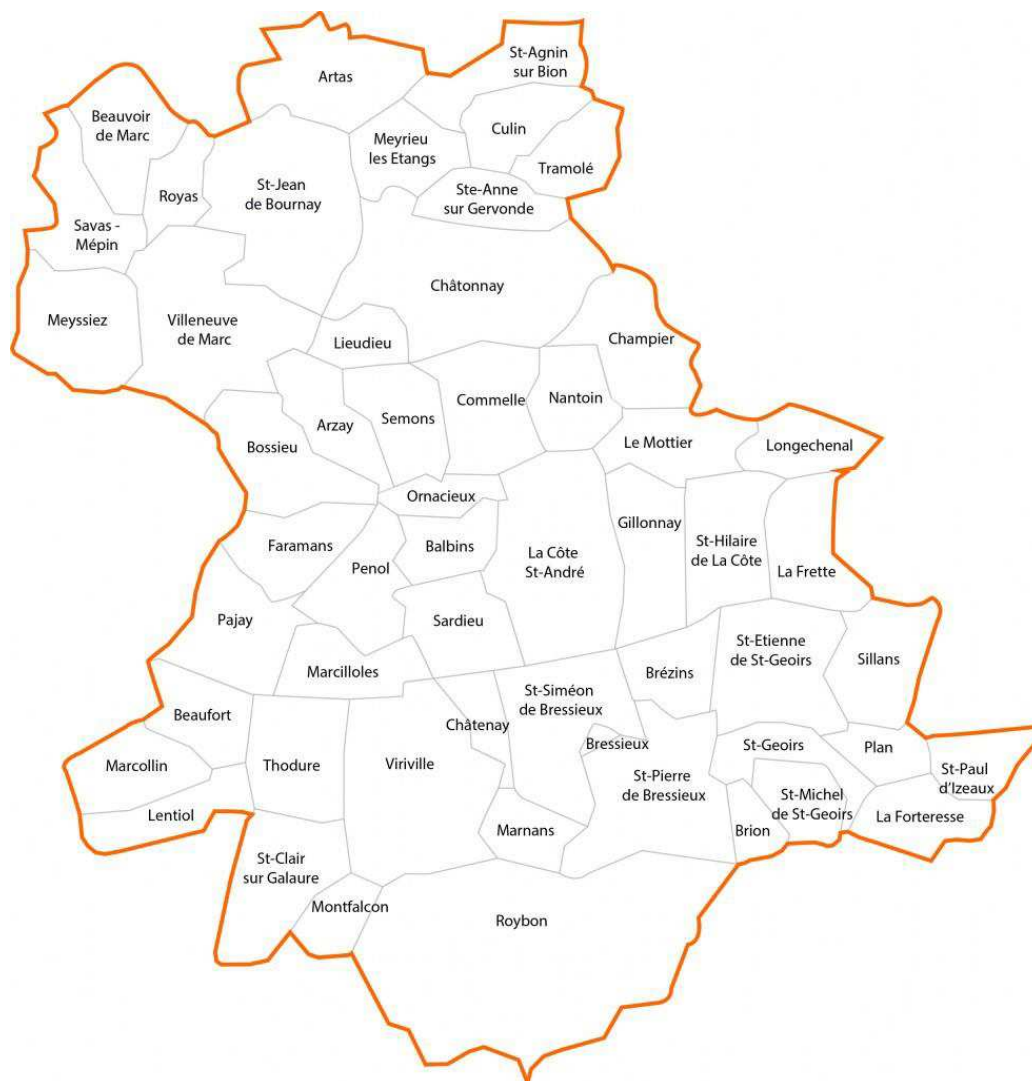 St-Agnin
sur Bion
Artas
Beauvoir
de Marc
Culin
Meyrieu
les Etangs
Tramolé
St-Jean
de Bournay
Royas
Ste-Anne
sur Gervonde
Savas -
Mépin
Châtonnay
Meyssiez
Villeneuve
de Marc
Lieudieu
Champier
Commelle
Nantoin
Semons
Arzay
Bossieu
Le Mottier
Longechenal
Ornacieux
Gillonnay
St-Hilaire
de La Côte
La Côte
St-André
Faramans
Balbins
Penol
La Frette
Pajay
Sardieu
St-Etienne
de St-Geoirs
Sillans
Marcilloles
Brézins
St-Siméon
de Bressieux
Beaufort
Châtenay
Bressieux
St-Geoirs
Plan
Marcollin
Thodure
Viriville
St-Pierre
de Bressieux
St-Paul
d'Izeaux
St-Michel
de St-Geoirs
Lentiol
La Forteresse
Marnans
Brion
St-Clair
sur Galaure
Montfalcon
Roybon